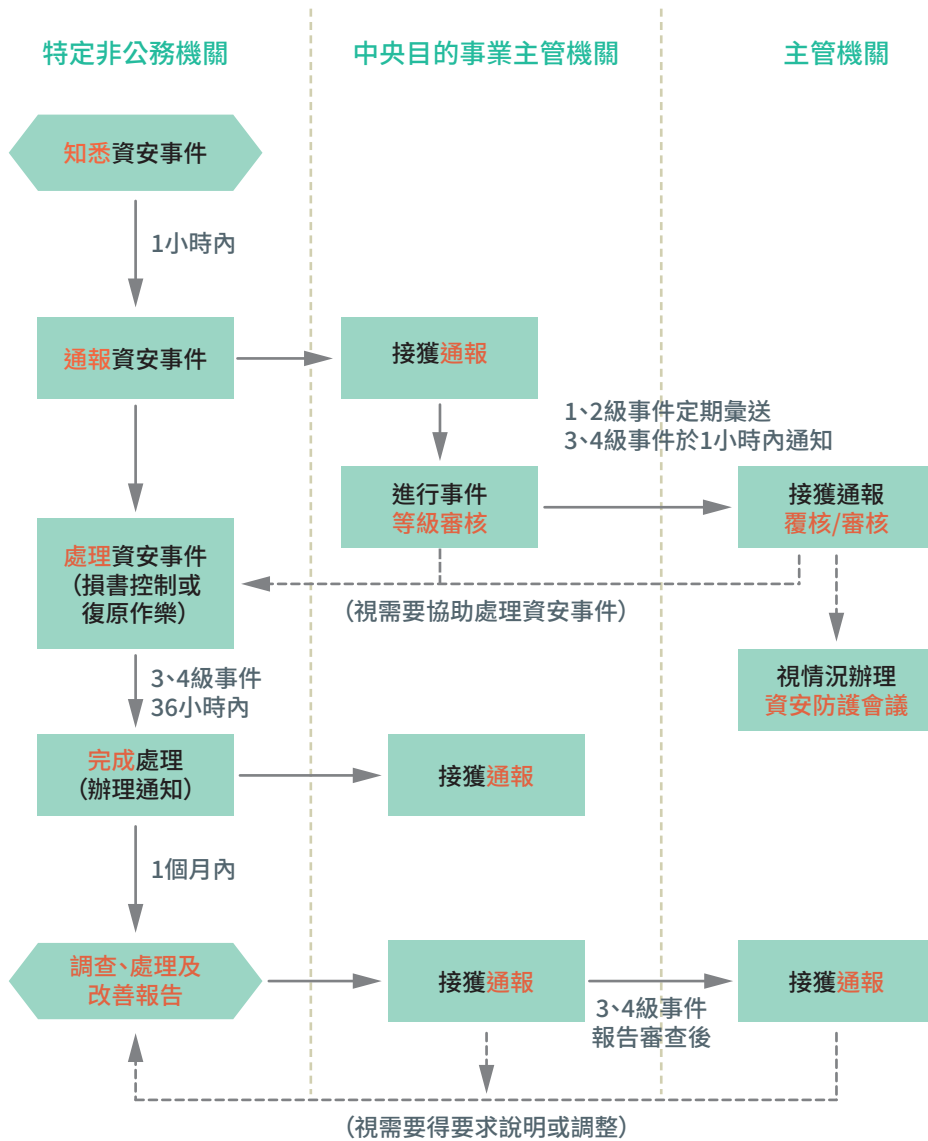 特定非公務機關
中央目的事業主管機關
主管機關
知悉資安事件
1小時內
通報資安事件
接獲通報
1、2級事件定期彙送
3、4級事件於1小時內通知
進行事件
等級審核
接獲通報
覆核/審核
處理資安事件
(損書控制或
復原作樂)
(視需要協助處理資安事件)
視情況辦理
資安防護會議
3、4級事件
36小時內
完成處理
(辦理通知)
接獲通報
1個月內
調查、處理及
改善報告
接獲通報
3、4級事件
報告審查後
接獲通報
(視需要得要求說明或調整)